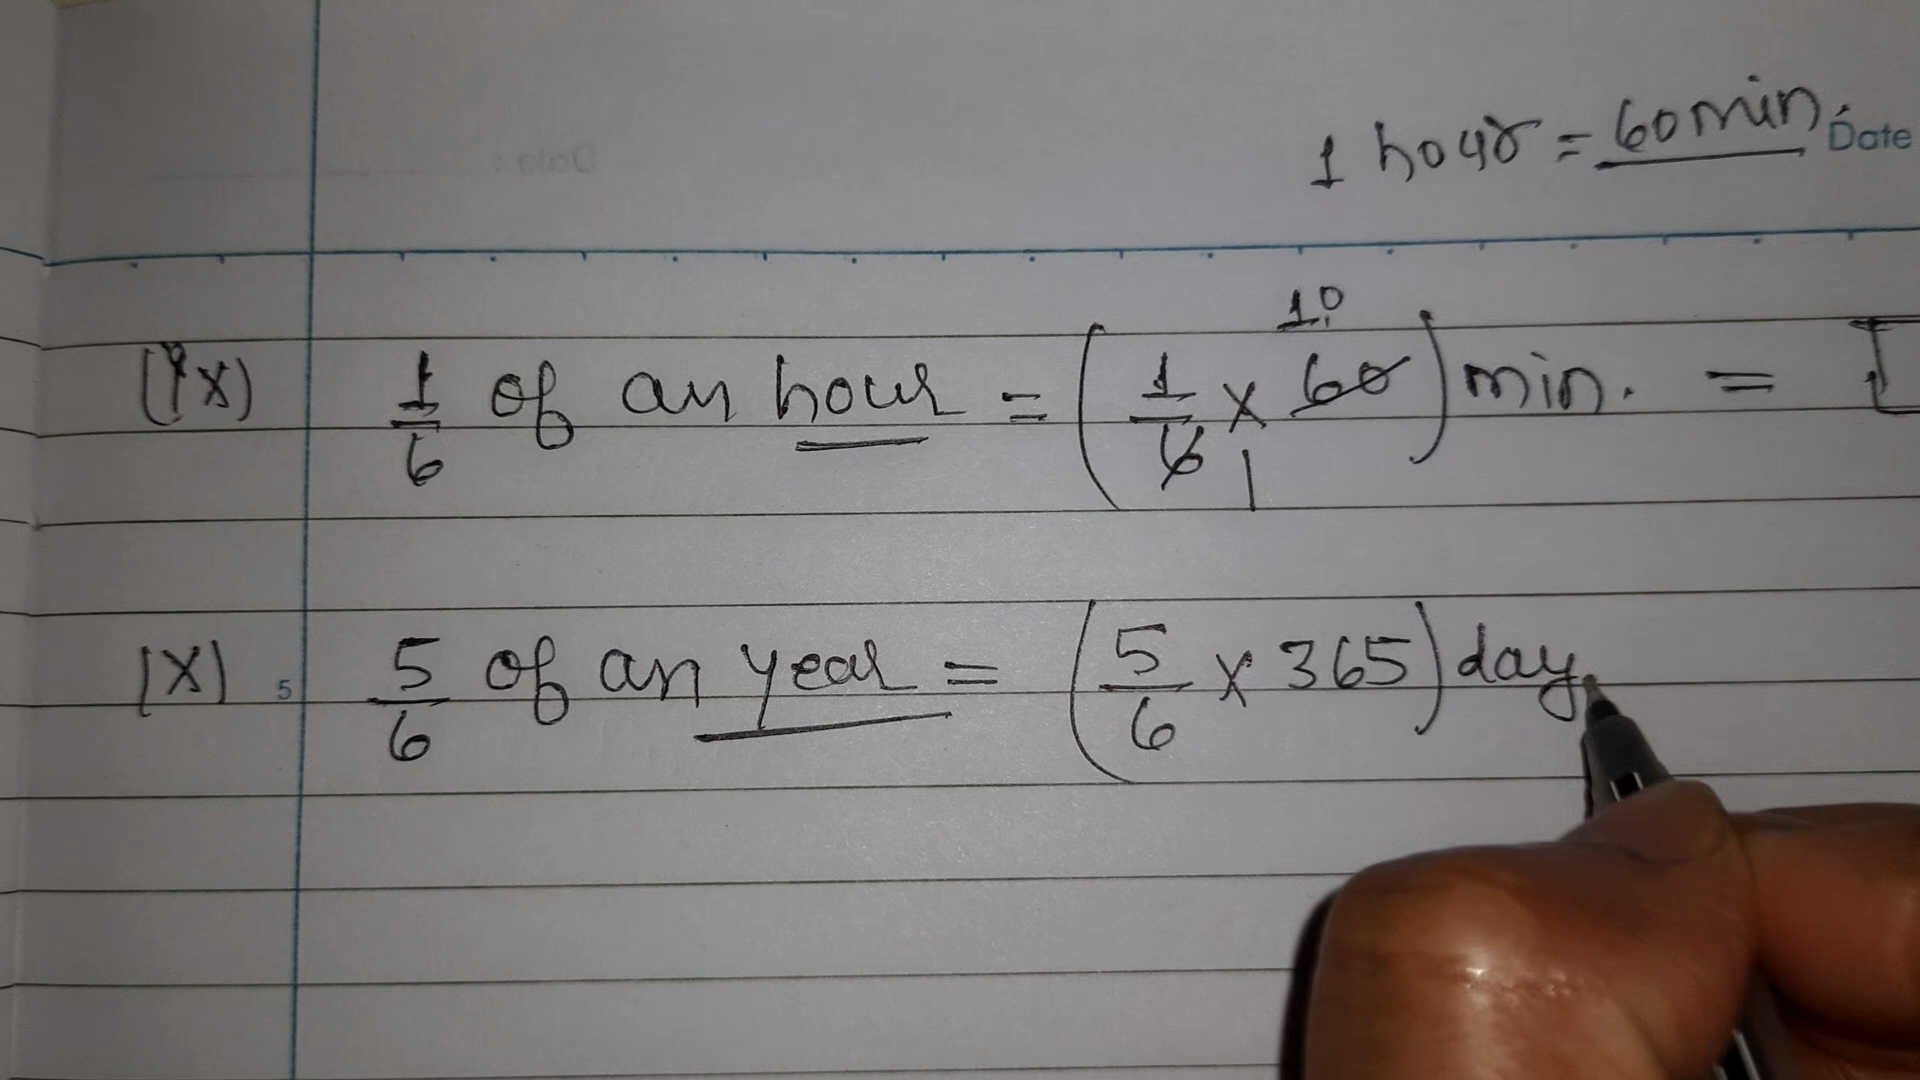 1 hour = 60 min. Date
10
(ix) 1/6 of an hour = (1/6 × 60) min. =
1
(x) 5 5/6 of an year = (5/6 × 365) day